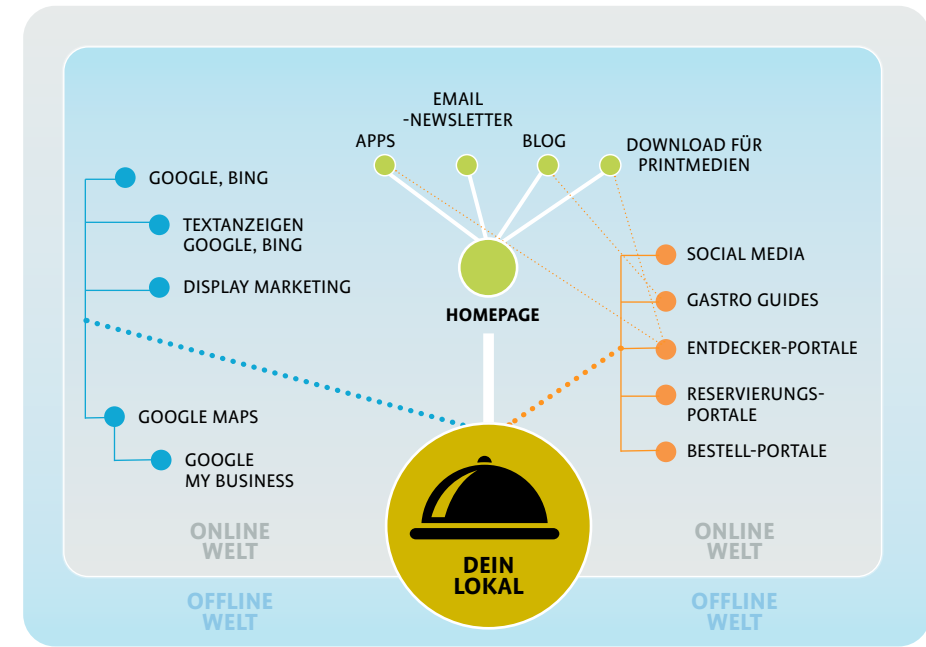 EMAIL
-NEWSLETTER
APPS
BLOG
DOWNLOAD FÜR
PRINTMEDIEN
GOOGLE, BING
TEXTANZEIGEN
GOOGLE, BING
DISPLAY MARKETING
GOOGLE MAPS
GOOGLE
MY BUSINESS
HOMEPAGE
SOCIAL MEDIA
GASTRO GUIDES
ENTDECKER-PORTALE
RESERVIERUNGS-
PORTALE
BESTELL-PORTALE
ONLINE
WELT
DEIN
LOKAL
ONLINE
WELT
OFFLINE
WELT
OFFLINE
WELT